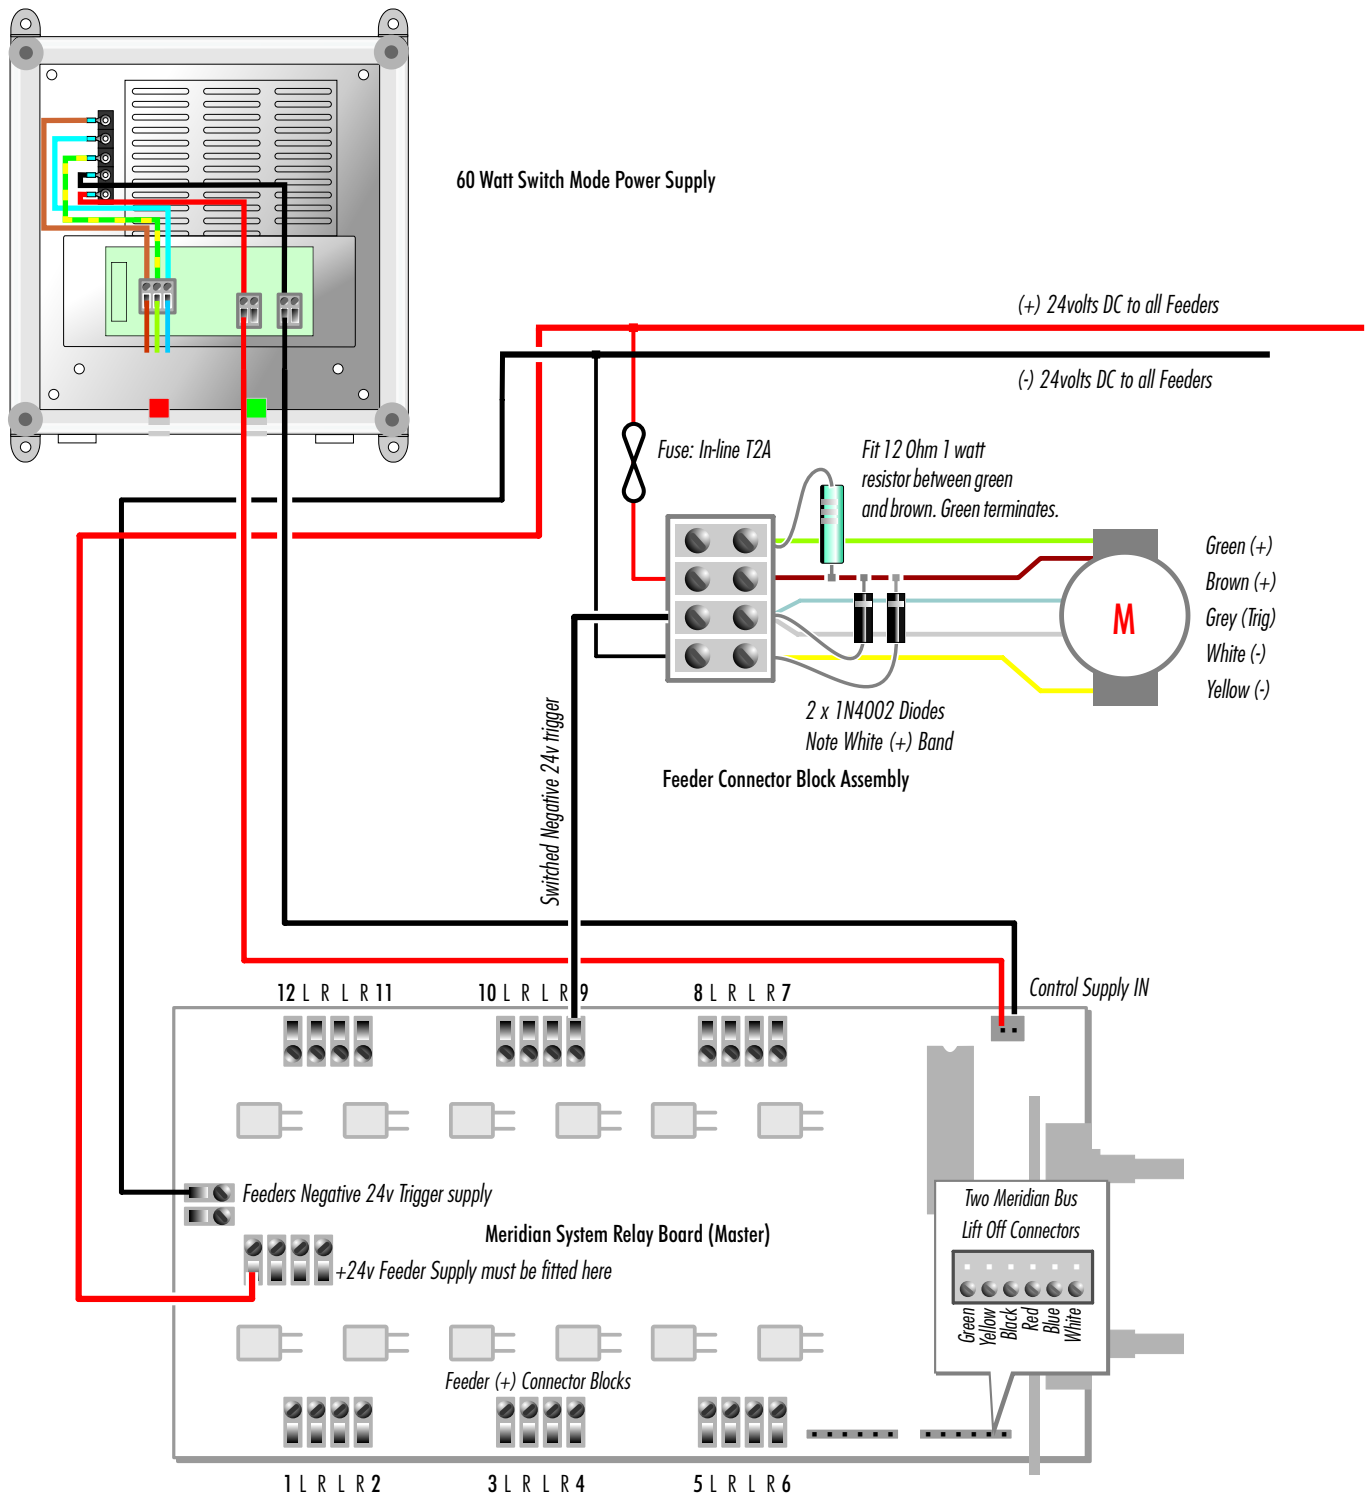 60 Watt Switch Mode Power Supply
(+) 24volts DC to all Feeders
(-) 24volts DC to all Feeders
Fuse: In-line T2A
Fit 12 Ohm 1 watt
resistor between green
and brown. Green terminates.
Green (+)
Brown (+)
Grey (Trig)
White (-)
Yellow (-)
M
2 x 1N4002 Diodes
Note White (+) Band
Feeder Connector Block Assembly
Switched Negative 24v trigger
Control Supply IN
12 L R L R 11
10 L R L R 9
8 L R L R 7
Feeders Negative 24v Trigger supply
Meridian System Relay Board (Master)
+24v Feeder Supply must be fitted here
Two Meridian Bus
Lift Off Connectors
Green
Yellow
Black
Red
Blue
White
Feeder (+) Connector Blocks
1 L R L R 2
3 L R L R 4
5 L R L R 6